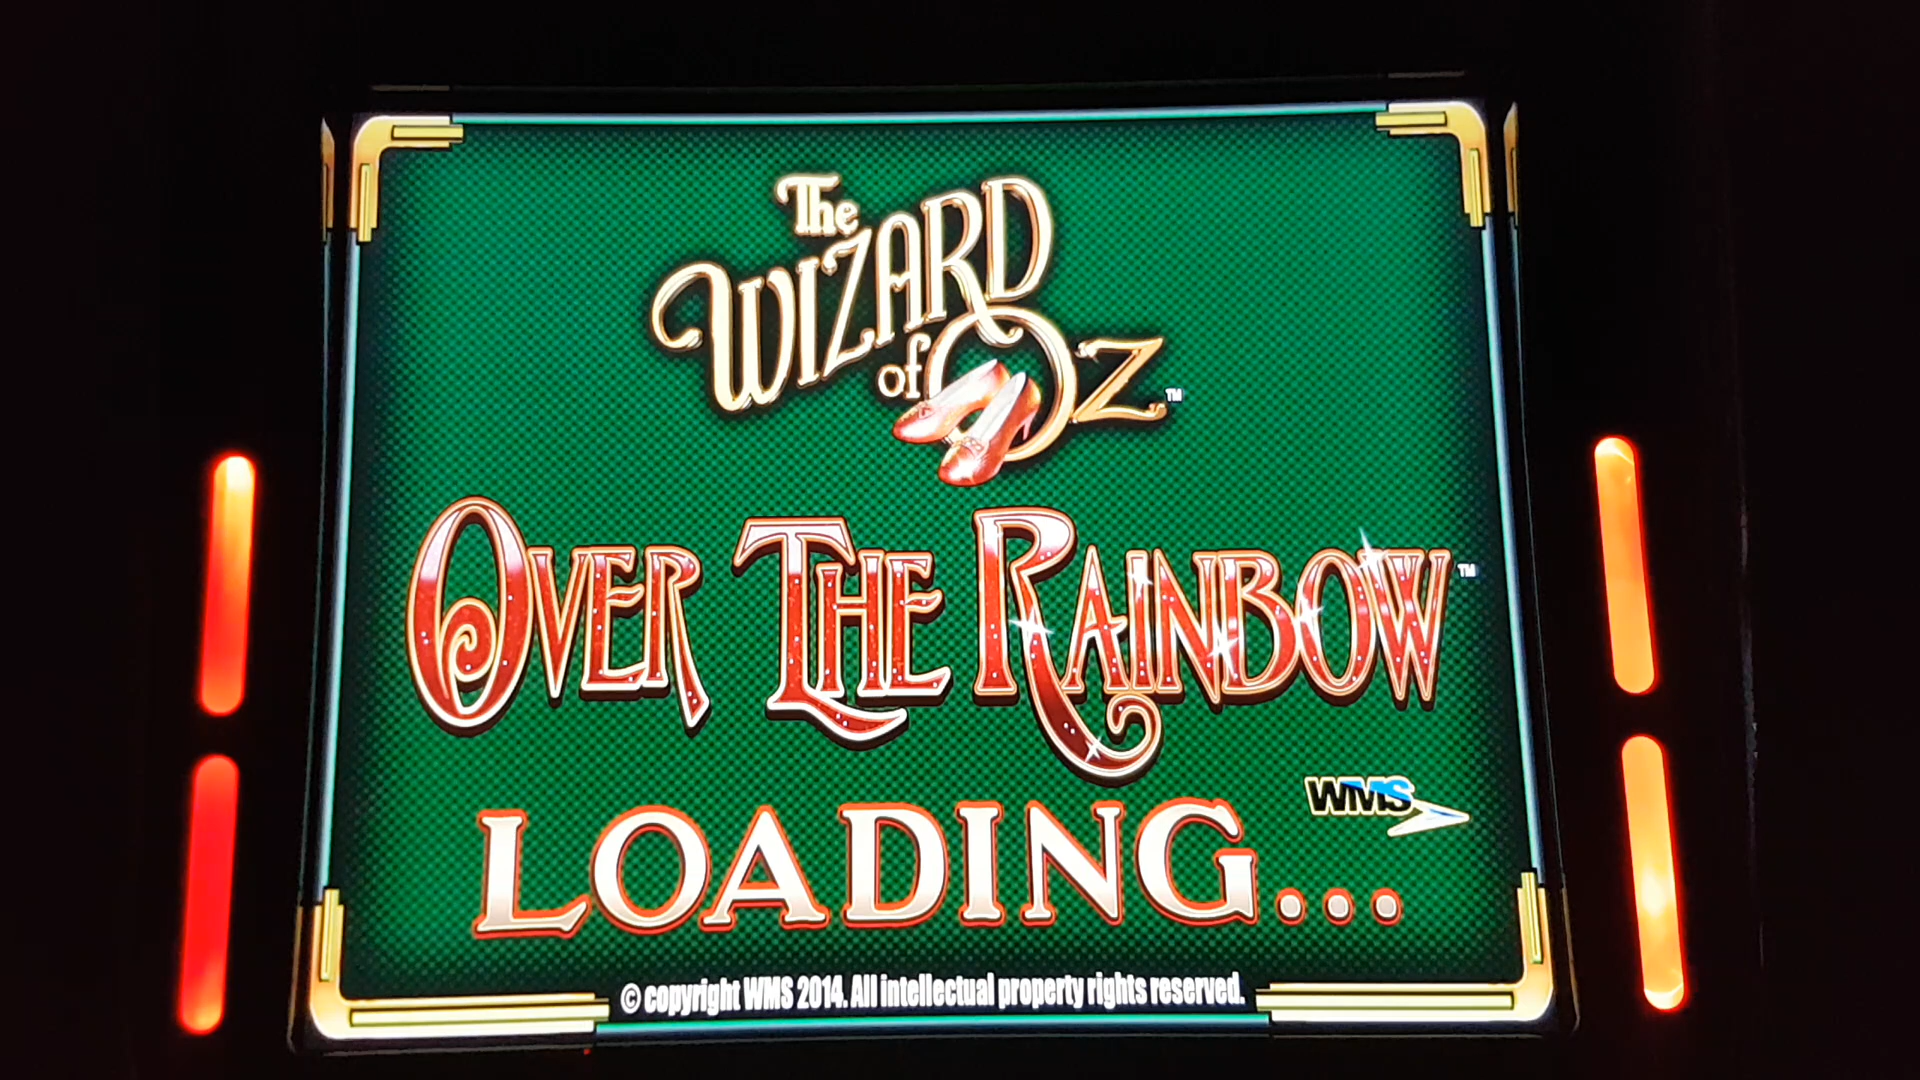 The
WIZARD
of OZ™
OVER THE RAINBOW™
WMS
LOADING...
© copyright WMS 2014. All intellectual property rights reserved.